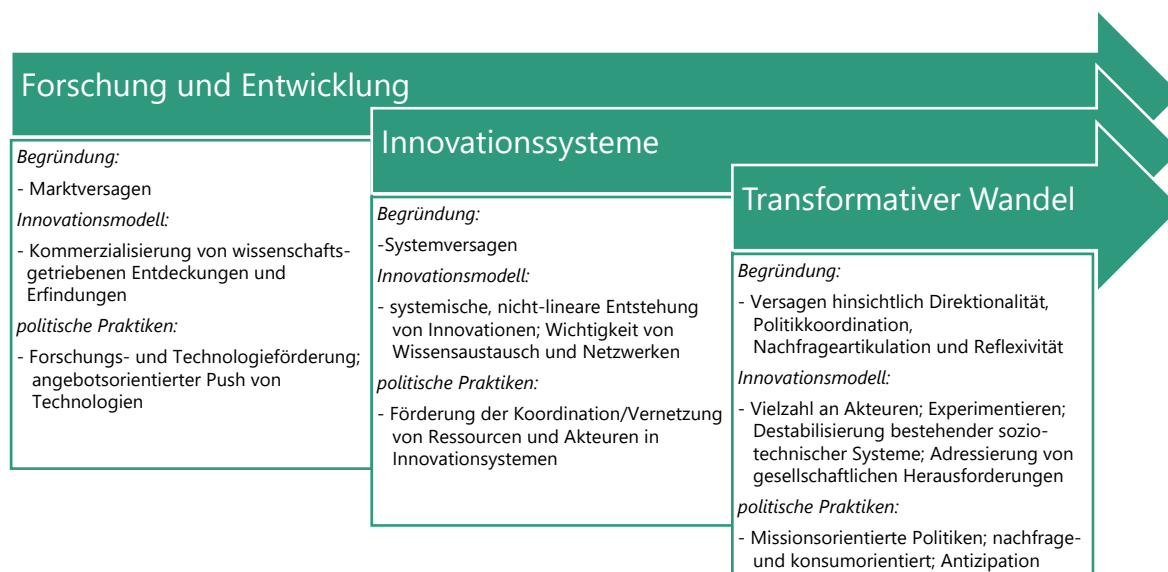 Forschung und Entwicklung
Begründung:
- Marktversagen
Innovationsmodell:
- Kommerzialisierung von wissenschafts-
getriebenen Entdeckungen und
Erfindungen
politische Praktiken:
- Forschungs- und Technologieförderung;
angebotsorientierter Push von
Technologien
Innovationssysteme
Begründung:
-Systemversagen
Innovationsmodell:
- systemische, nicht-lineare Entstehung
von Innovationen; Wichtigkeit von
Wissensaustausch und Netzwerken
politische Praktiken:
- Förderung der Koordination/Vernetzung
von Ressourcen und Akteuren in
Innovationsystemen
Transformativer Wandel
Begründung:
- Versagen hinsichtlich Direktionalität,
Politikkoordination,
Nachfrageartikulation und Reflexivität
Innovationsmodell:
- Vielzahl an Akteuren; Experimentieren;
Destabilisierung bestehender sozio-
technischer Systeme; Adressierung von
gesellschaftlichen Herausforderungen
politische Praktiken:
- Missionsorientierte Politiken; nachfrage-
und konsumorientiert; Antizipation